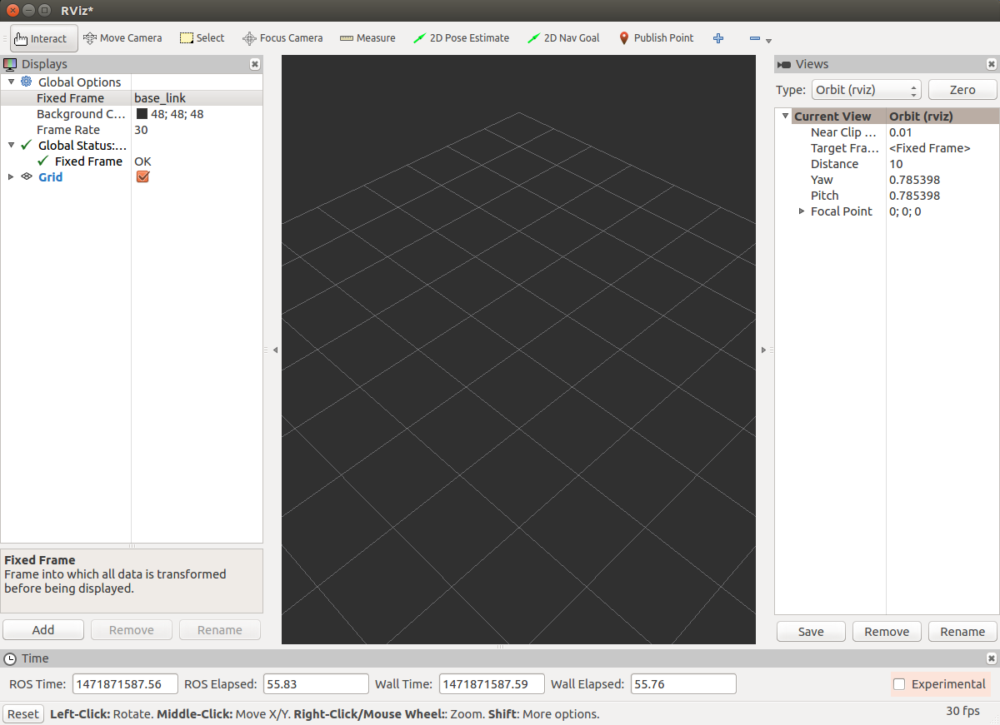 RViz*
Interact Move Camera Select Focus Camera Measure 2D Pose Estimate 2D Nav Goal Publish Point
Displays
Global Options
Fixed Frame base_link
Background C... 48; 48; 48
Frame Rate 30
Global Status:...
Fixed Frame OK
Grid
Fixed Frame
Frame into which all data is transformed
before being displayed.
Add Remove Rename
Views
Type: Orbit (rviz) Zero
Current View Orbit (rviz)
Near Clip ... 0.01
Target Fra... <Fixed Frame>
Distance 10
Yaw 0.785398
Pitch 0.785398
Focal Point 0; 0; 0
Save Remove Rename
Time
ROS Time: 1471871587.56 ROS Elapsed: 55.83 Wall Time: 1471871587.59 Wall Elapsed: 55.76 Experimental
Reset Left-Click: Rotate. Middle-Click: Move X/Y. Right-Click/Mouse Wheel:: Zoom. Shift: More options. 30 fps